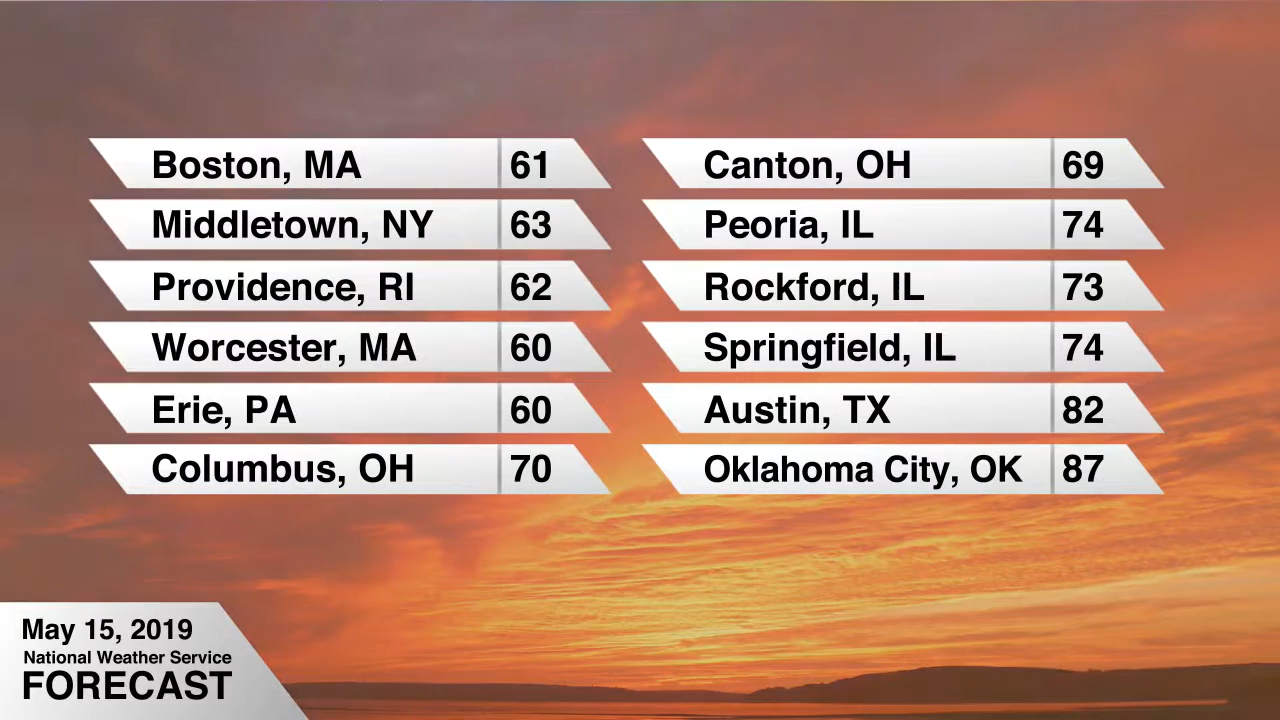 Boston, MA 61
Middletown, NY 63
Providence, RI 62
Worcester, MA 60
Erie, PA 60
Columbus, OH 70
Canton, OH 69
Peoria, IL 74
Rockford, IL 73
Springfield, IL 74
Austin, TX 82
Oklahoma City, OK 87
May 15, 2019
National Weather Service
FORECAST